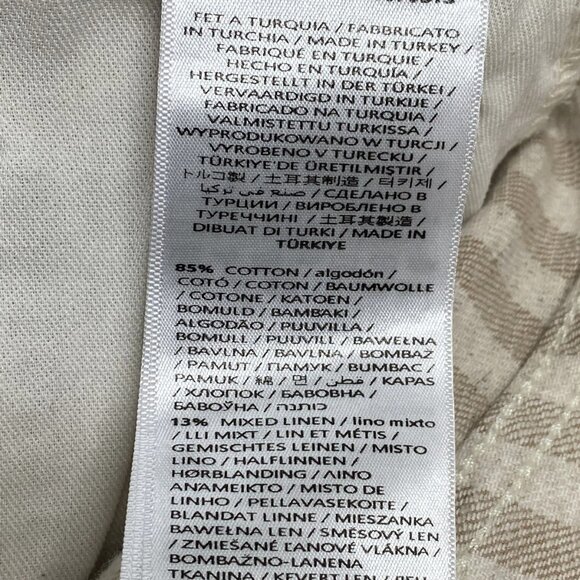 FET A TURQUIA / FABBRICATO
IN TURCHIA / MADE IN TURKEY /
FABRIQUÉ EN TURQUIE /
HECHO EN TURQUÍA /
HERGESTELLT IN DER TÜRKEI /
VERVAARDIGD IN TURKIJE /
FABRICADO NA TURQUIA /
VALMISTETTU TURKISSA /
WYPRODUKOWANO W TURCJI /
VYROBENO V TURECKU /
TÜRKİYE'DE ÜRETİLMİŞTİR /
トルコ製 / 土耳其制造 / 터키제 /
صنع في تركيا / СДЕЛАНО В
ТУРЦИИ / ВИРОБЛЕНО В
ТУРЕЧЧИНІ / 土耳其製造 /
DIBUAT DI TURKI / MADE IN
TÜRKIYE
85% COTTON / algodón /
COTÓ / COTON / BAUMWOLLE
/ COTONE / KATOEN /
BOMULD / BAMBAKI /
ALGODÃO / PUUVILLA /
BOMULL / PUUVILL / BAWEŁNA
/ BAVLNA / BAVLNA / BOMBAŽ
/ PAMUT / ПАМУК / BUMBAC /
PAMUK / 綿 / 면 / قطن / KAPAS
/ ХЛОПОК / БАВОВНА /
БАВОЎНА / כותנה /
13% MIXED LINEN / lino mixto
/ LLI MIXT / LIN ET MÉTIS /
GEMISCHTES LEINEN / MISTO
LINO / HALFLINNEN /
HØRBLANDING / ΛΙΝΟ
ΑΝΑΜΕΙΚΤΟ / MISTO DE
LINHO / PELLAVASEKOITE /
BLANDAT LINNE / MIESZANKA
BAWEŁNA LEN / SMĚSOVÝ LEN
/ ZMIEŠANÉ ĽANOVÉ VLÁKNA /
BOMBAŽNO-LANENA
TKANINA / KEVERT LEN /